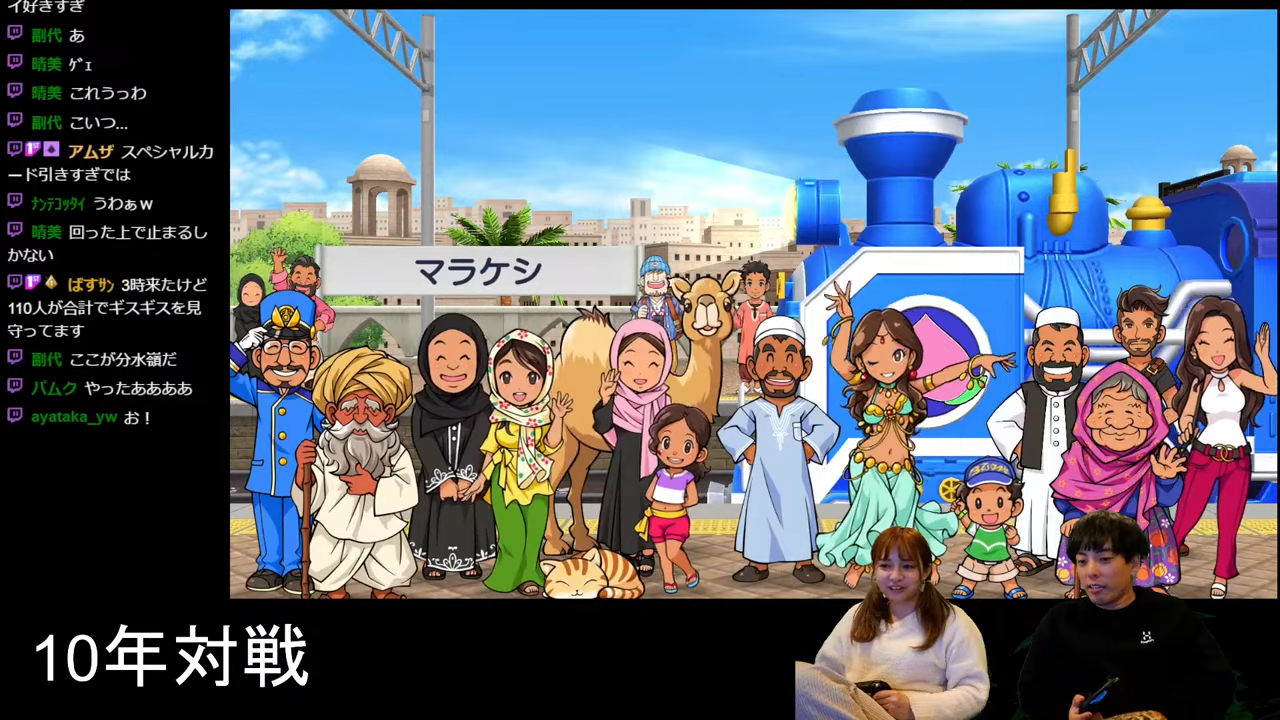 イ好きすぎ
副代 あ
晴美 ゲェ
晴美 これうっわ
副代 こいつ...
アムザ スペシャルカ
ード引きすぎでは
ﾅﾝﾃﾞｺｯﾀｲ うわぁｗ
晴美 回った上で止まるし
かない
ばすｻﾝ 3時来たけど
110人が合計でギスギスを見
守ってます
副代 ここが分水嶺だ
バムク やったああああ
ayataka_yw お！
マラケシ
10年対戦